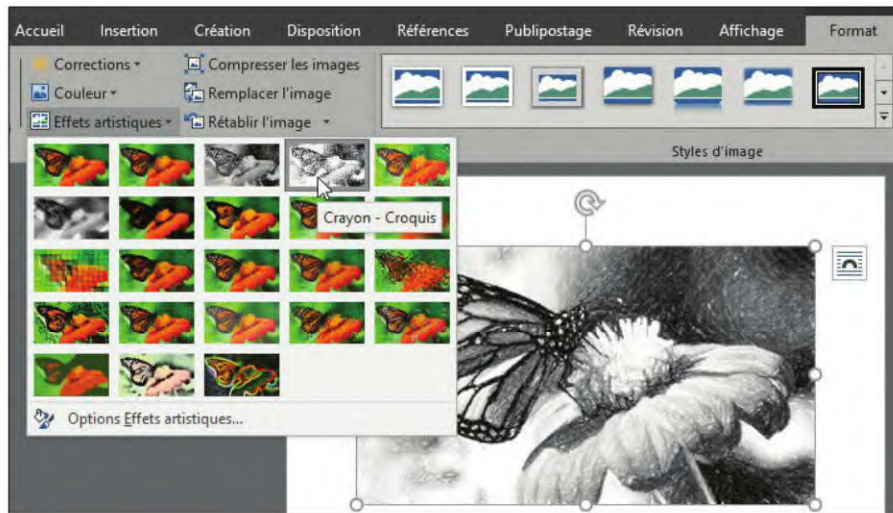 Accueil Insertion Création Disposition Références Publipostage Révision Affichage Format
Corrections
Compresser les images
Couleur
Remplacer l'image
Effets artistiques
Rétablir l'image
Styles d'image
Crayon - Croquis
Options Effets artistiques...